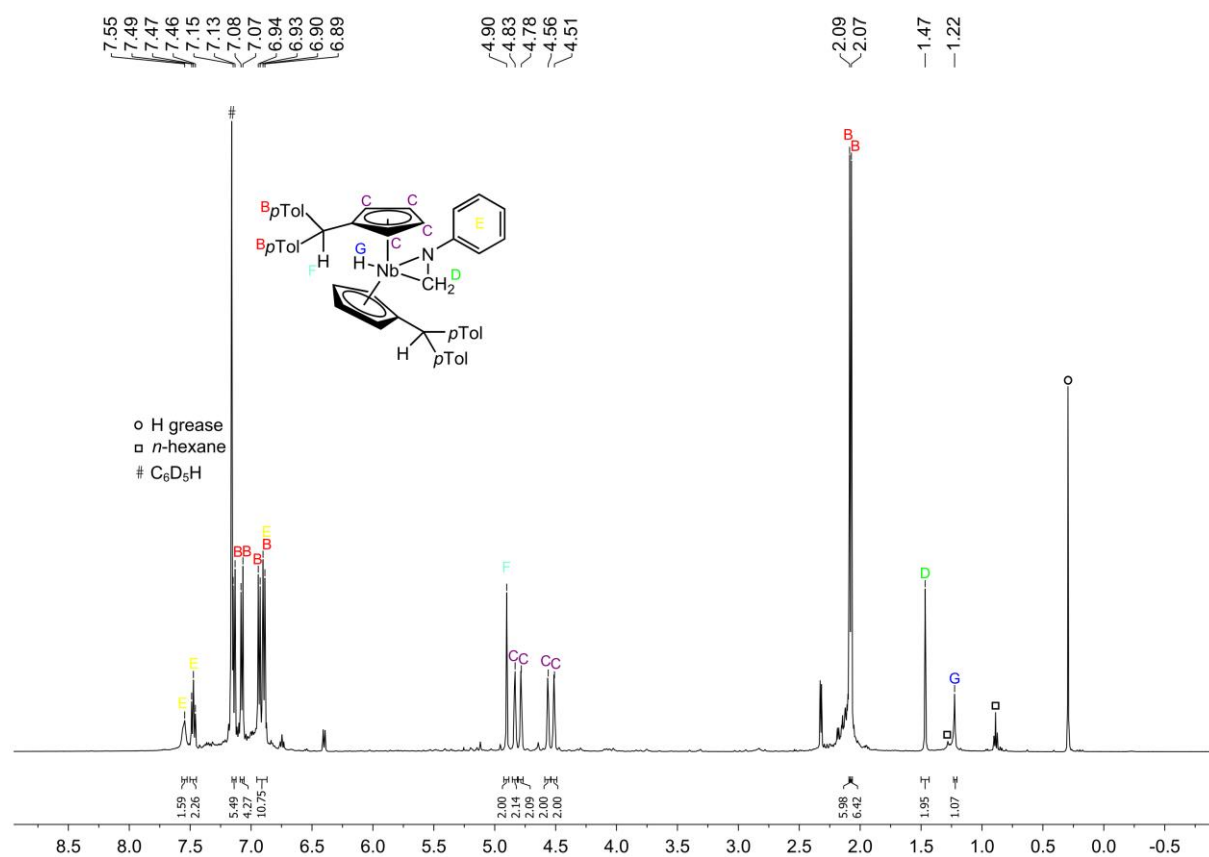 7.55 7.49 7.47 7.46 7.15 7.13 7.08 7.07 6.94 6.93 6.90 6.89 4.90 4.83 4.78 4.56 4.51 2.09 2.07 1.47 1.22
#
B
B
C C
C
C
E
BpTol
BpTol
G
H
F
H
Nb
N
CH2
D
H
pTol
pTol
H grease
n-hexane
# C6D5H
E
E
B B
B
E
B
F
C C
C C
D
G
1.59 2.26 5.49 4.27 10.75 2.00 2.14 2.09 2.00 2.00 5.98 6.42 1.95 1.07
8.5 8.0 7.5 7.0 6.5 6.0 5.5 5.0 4.5 4.0 3.5 3.0 2.5 2.0 1.5 1.0 0.5 0.0 -0.5